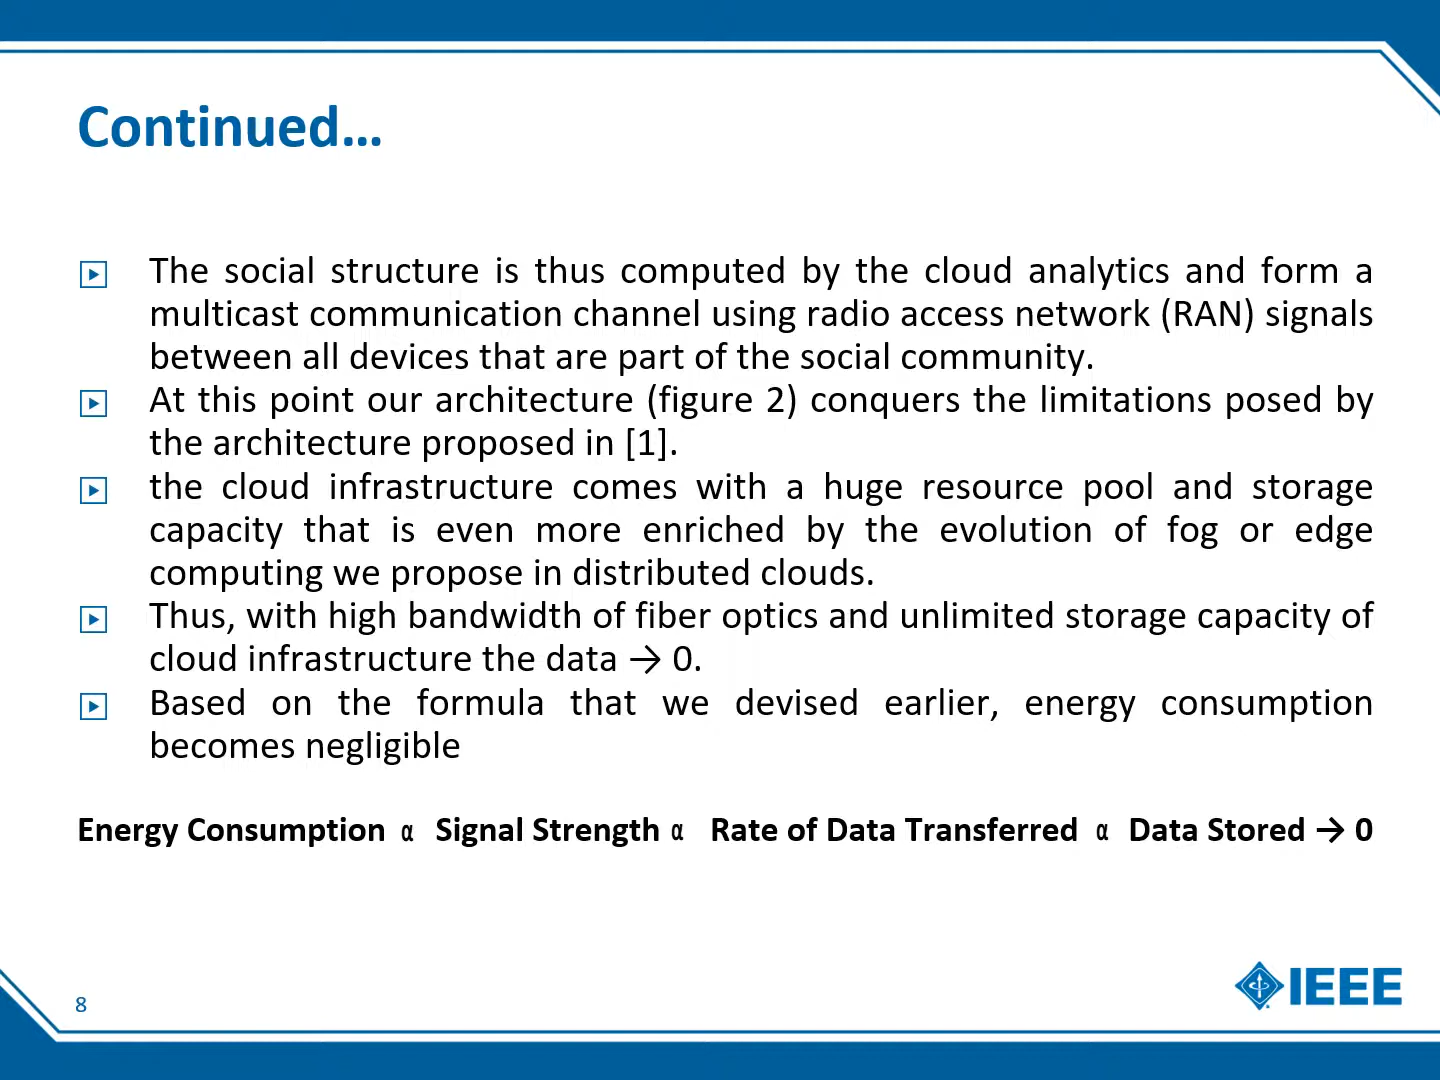 Continued…
The social structure is thus computed by the cloud analytics and form a
multicast communication channel using radio access network (RAN) signals
between all devices that are part of the social community.
At this point our architecture (figure 2) conquers the limitations posed by
the architecture proposed in [1].
the cloud infrastructure comes with a huge resource pool and storage
capacity that is even more enriched by the evolution of fog or edge
computing we propose in distributed clouds.
Thus, with high bandwidth of fiber optics and unlimited storage capacity of
cloud infrastructure the data → 0.
Based on the formula that we devised earlier, energy consumption
becomes negligible
Energy Consumption α Signal Strength α Rate of Data Transferred α Data Stored → 0
8
IEEE